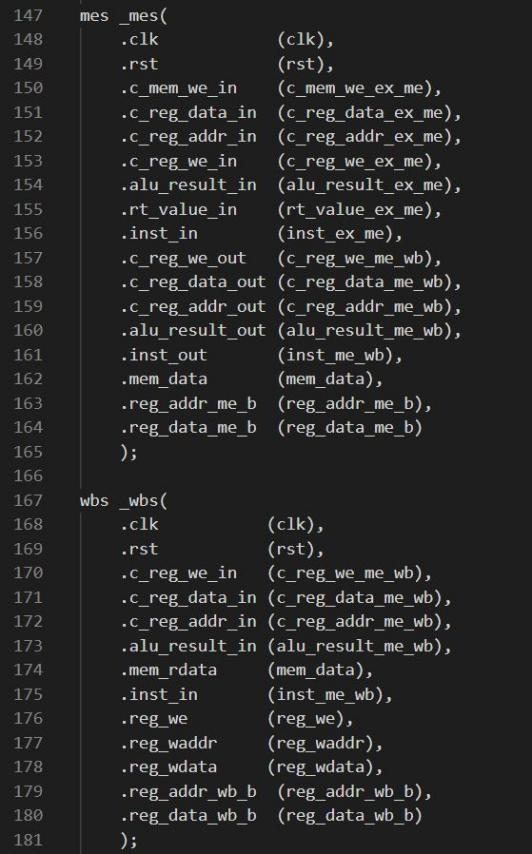 147 mes _mes(
148 .clk (clk),
149 .rst (rst),
150 .c_mem_we_in (c_mem_we_ex_me),
151 .c_reg_data_in (c_reg_data_ex_me),
152 .c_reg_addr_in (c_reg_addr_ex_me),
153 .c_reg_we_in (c_reg_we_ex_me),
154 .alu_result_in (alu_result_ex_me),
155 .rt_value_in (rt_value_ex_me),
156 .inst_in (inst_ex_me),
157 .c_reg_we_out (c_reg_we_me_wb),
158 .c_reg_data_out (c_reg_data_me_wb),
159 .c_reg_addr_out (c_reg_addr_me_wb),
160 .alu_result_out (alu_result_me_wb),
161 .inst_out (inst_me_wb),
162 .mem_data (mem_data),
163 .reg_addr_me_b (reg_addr_me_b),
164 .reg_data_me_b (reg_data_me_b)
165 );
166
167 wbs _wbs(
168 .clk (clk),
169 .rst (rst),
170 .c_reg_we_in (c_reg_we_me_wb),
171 .c_reg_data_in (c_reg_data_me_wb),
172 .c_reg_addr_in (c_reg_addr_me_wb),
173 .alu_result_in (alu_result_me_wb),
174 .mem_rdata (mem_data),
175 .inst_in (inst_me_wb),
176 .reg_we (reg_we),
177 .reg_waddr (reg_waddr),
178 .reg_wdata (reg_wdata),
179 .reg_addr_wb_b (reg_addr_wb_b),
180 .reg_data_wb_b (reg_data_wb_b)
181 );